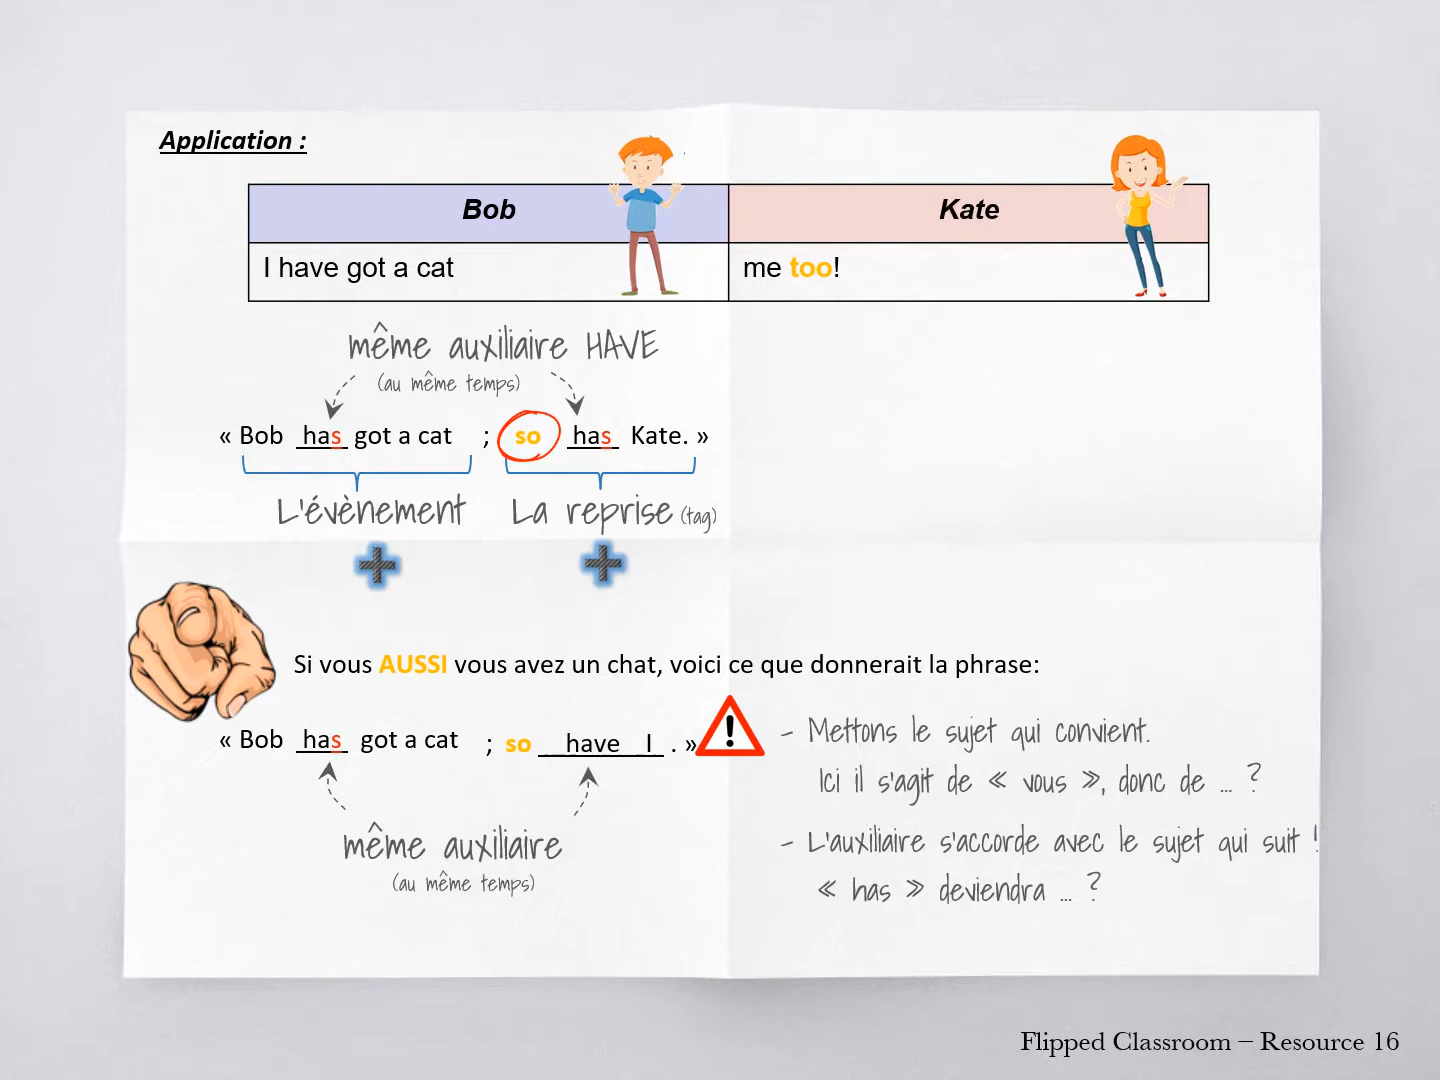 Application :
Bob
Kate
I have got a cat
me too!
même auxiliaire HAVE
(au même temps)
« Bob has got a cat ; so has Kate. »
L'évènement
La reprise (tag)
Si vous AUSSI vous avez un chat, voici ce que donnerait la phrase:
« Bob has got a cat ; so have I . »
- Mettons le sujet qui convient.
Ici il s'agit de « vous », donc de ... ?
même auxiliaire
(au même temps)
- L'auxiliaire s'accorde avec le sujet qui suit !
« has » deviendra ... ?
Flipped Classroom – Resource 16